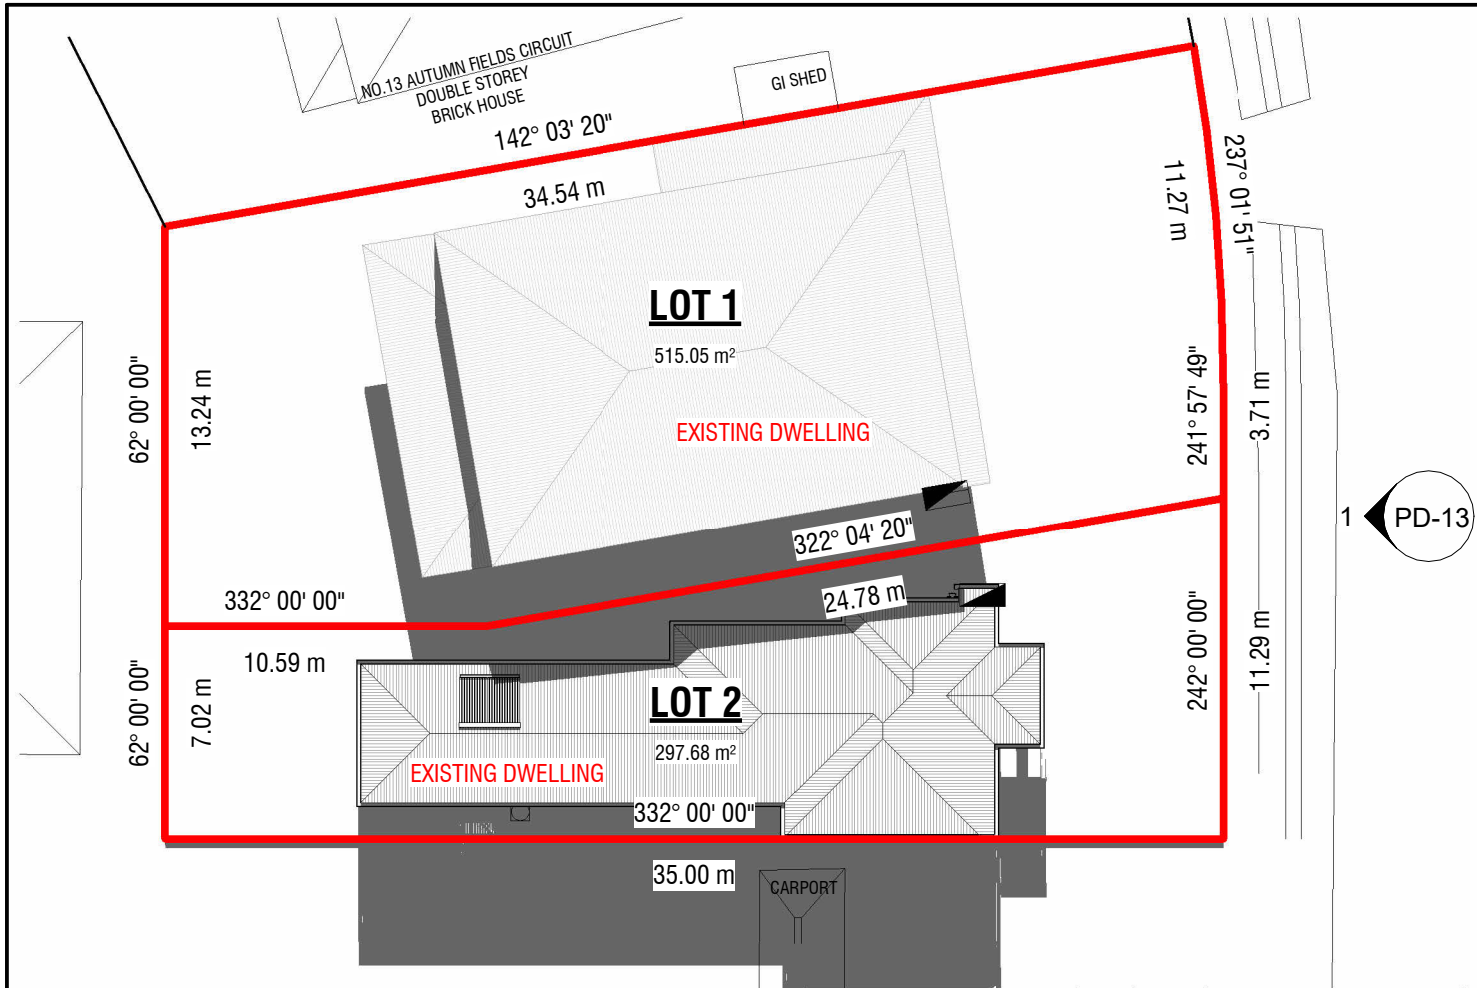 NO.13 AUTUMN FIELDS CIRCUIT
DOUBLE STOREY
BRICK HOUSE
GI SHED
142° 03' 20"
34.54 m
11.27 m
237° 01' 51"
LOT 1
515.05 m²
EXISTING DWELLING
62° 00' 00"
13.24 m
241° 57' 49"
3.71 m
1
PD-13
322° 04' 20"
24.78 m
332° 00' 00"
10.59 m
62° 00' 00"
7.02 m
LOT 2
297.68 m²
EXISTING DWELLING
332° 00' 00"
242° 00' 00"
11.29 m
35.00 m
CARPORT